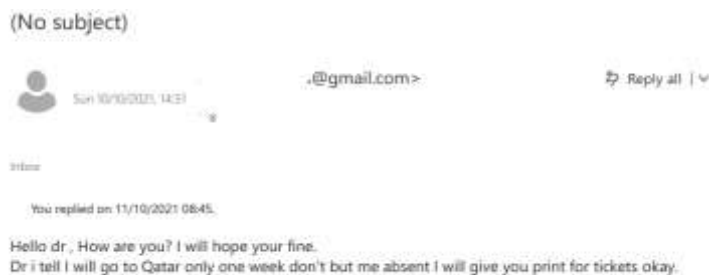 (No subject)
.@gmail.com>
Reply all | v
Sun 10/10/2021, 14:31
Inbox
You replied on 11/10/2021 08:45.
Hello dr , How are you? I will hope your fine.
Dr i tell I will go to Qatar only one week don't but me absent I will give you print for tickets okay.